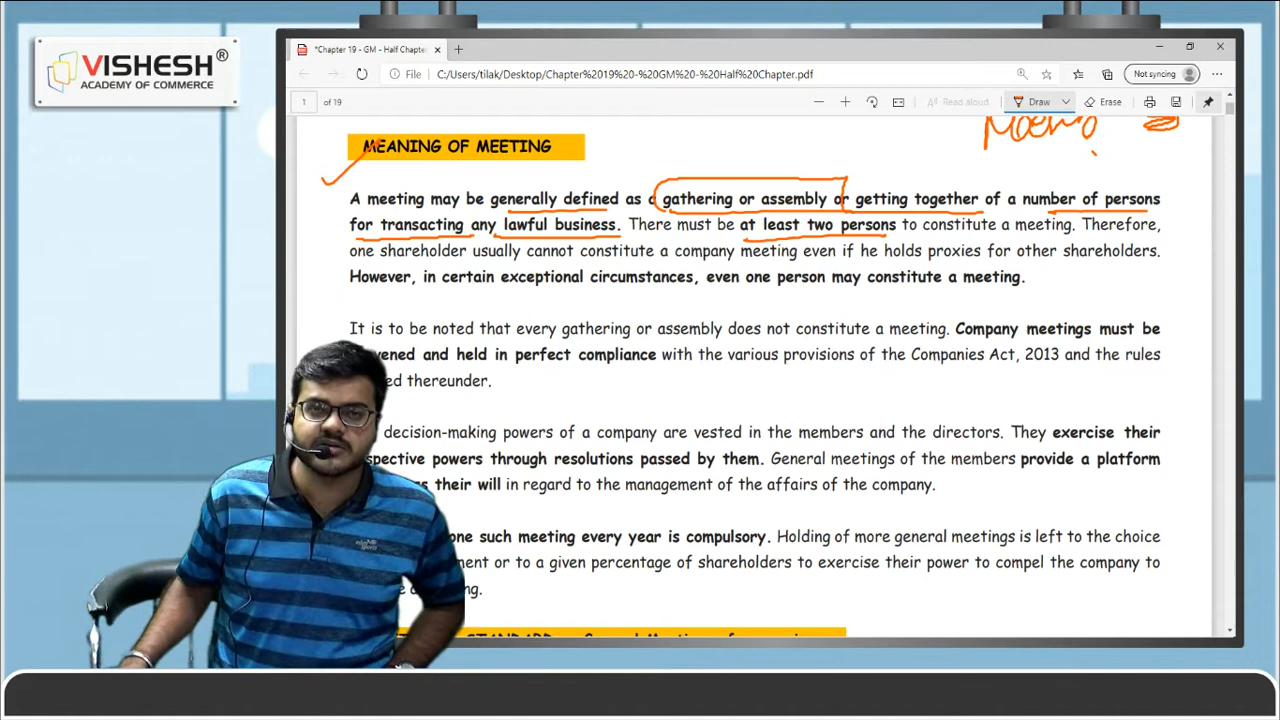 VISHESH®
ACADEMY OF COMMERCE
*Chapter 19 - GM - Half Chapte
File C:/Users/tilak/Desktop/Chapter%2019%20-%20GM%20-%20Half%20Chapter.pdf
Not syncing
1 of 19
Read aloud
Draw
Erase
MEANING OF MEETING
A meeting may be generally defined as a gathering or assembly or getting together of a number of persons
for transacting any lawful business. There must be at least two persons to constitute a meeting. Therefore,
one shareholder usually cannot constitute a company meeting even if he holds proxies for other shareholders.
However, in certain exceptional circumstances, even one person may constitute a meeting.
It is to be noted that every gathering or assembly does not constitute a meeting. Company meetings must be
vened and held in perfect compliance with the various provisions of the Companies Act, 2013 and the rules
ed thereunder.
decision-making powers of a company are vested in the members and the directors. They exercise their
spective powers through resolutions passed by them. General meetings of the members provide a platform
s their will in regard to the management of the affairs of the company.
one such meeting every year is compulsory. Holding of more general meetings is left to the choice
ment or to a given percentage of shareholders to exercise their power to compel the company to
ng.